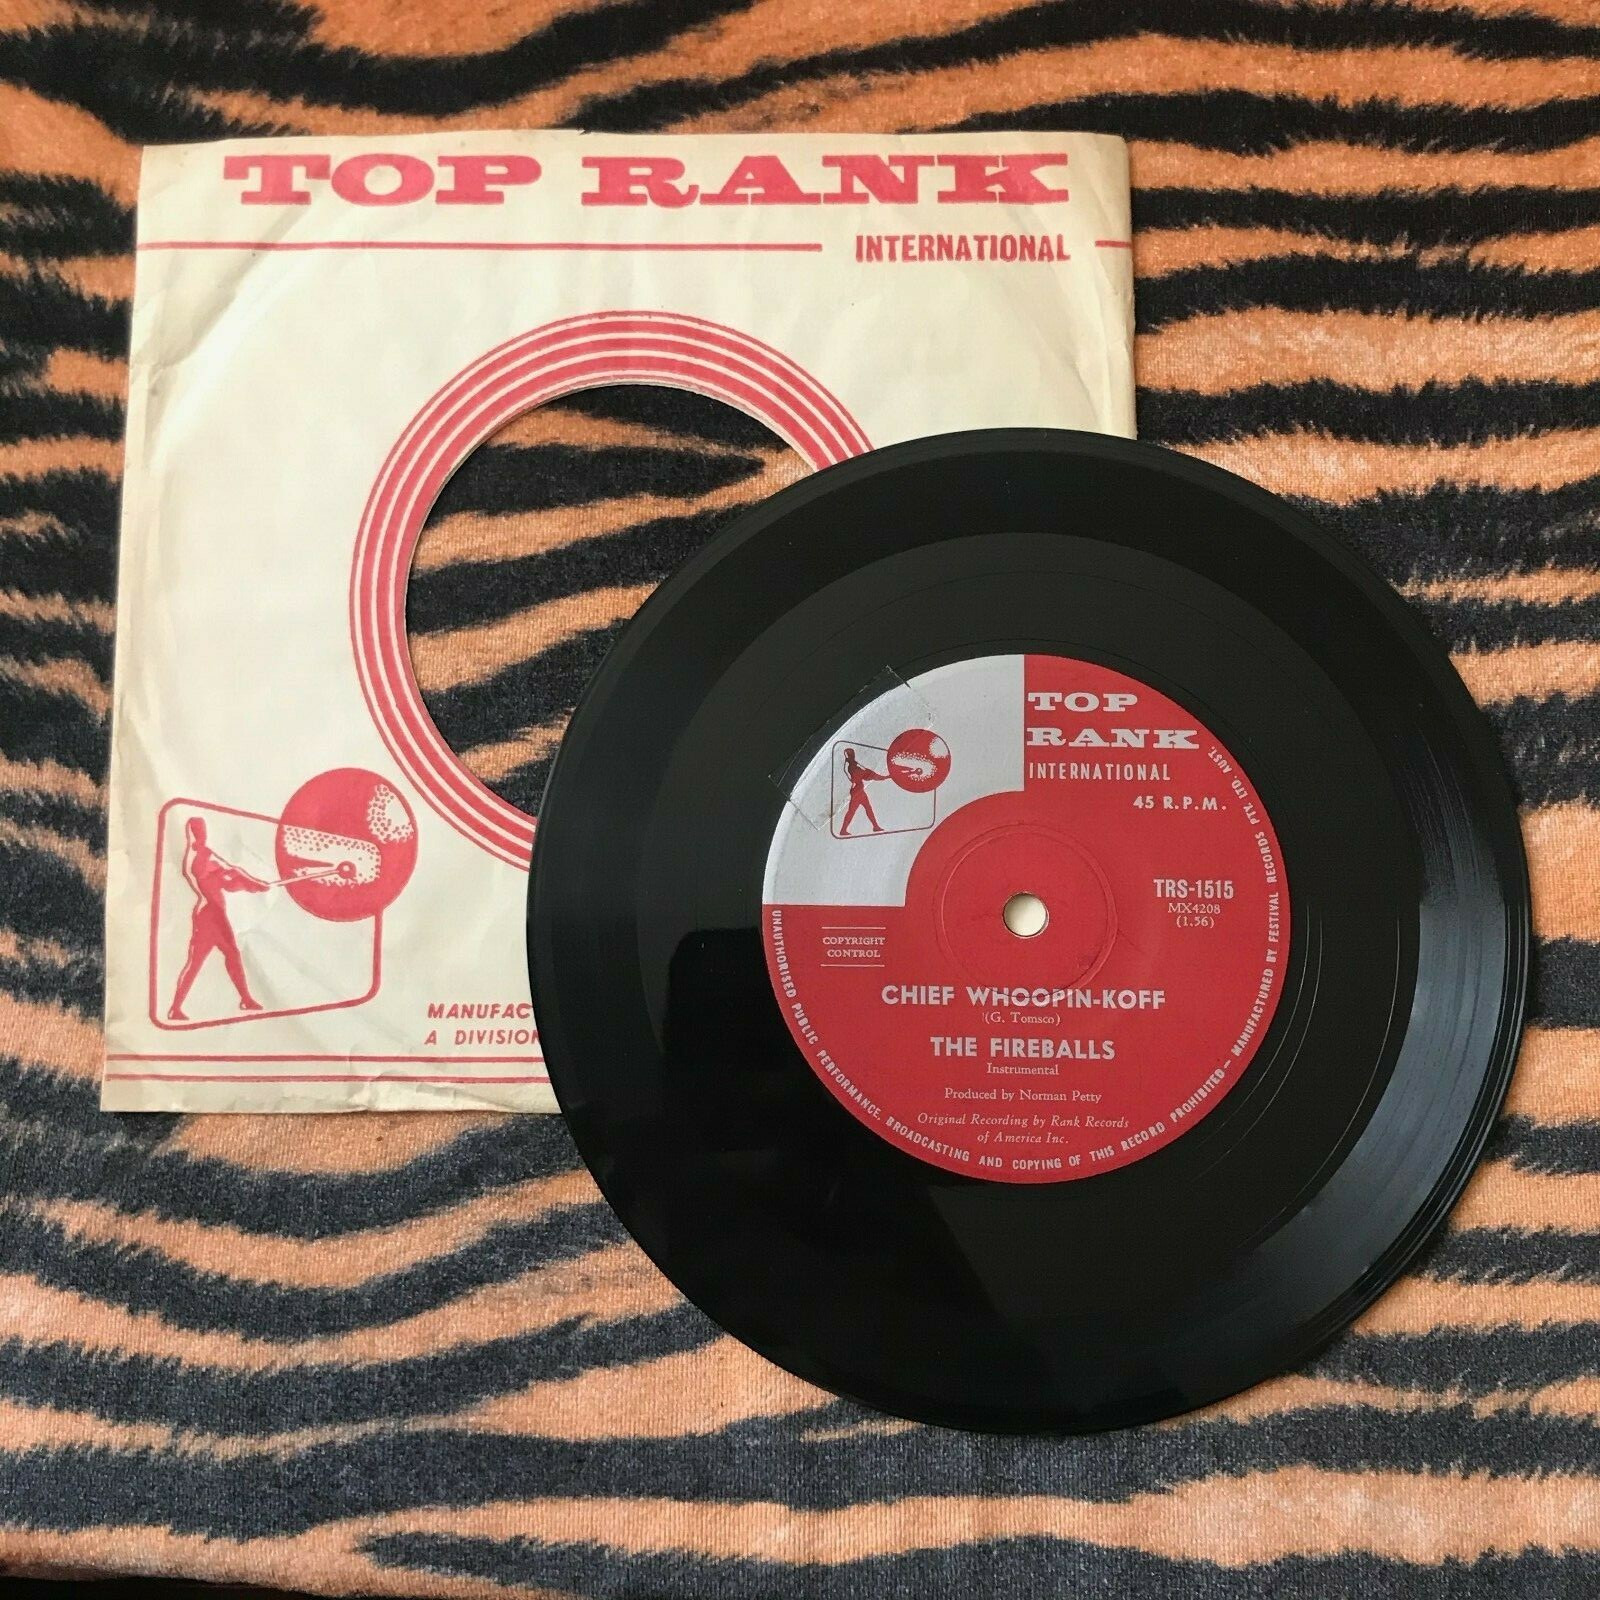 TOP RANK
INTERNATIONAL
MANUFAC
A DIVISION
TOP
RANK
INTERNATIONAL
45 R.P.M.
TRS-1515
MX4208
(1.56)
COPYRIGHT
CONTROL
CHIEF WHOOPIN-KOFF
(G. Tomsco)
THE FIREBALLS
Instrumental
Produced by Norman Petty
Original Recording by Rank Records
of America Inc.
UNAUTHORISED PUBLIC PERFORMANCE, BROADCASTING AND COPYING OF THIS RECORD PROHIBITED — MANUFACTURED BY FESTIVAL RECORDS PTY. LTD. AUST.